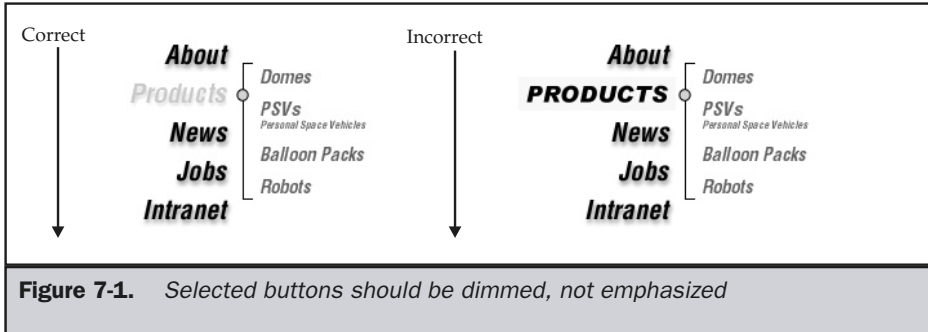 Correct
About
Products
News
Jobs
Intranet
Domes
PSVs
Personal Space Vehicles
Balloon Packs
Robots
Incorrect
About
PRODUCTS
News
Jobs
Intranet
Domes
PSVs
Personal Space Vehicles
Balloon Packs
Robots
Figure 7-1. Selected buttons should be dimmed, not emphasized